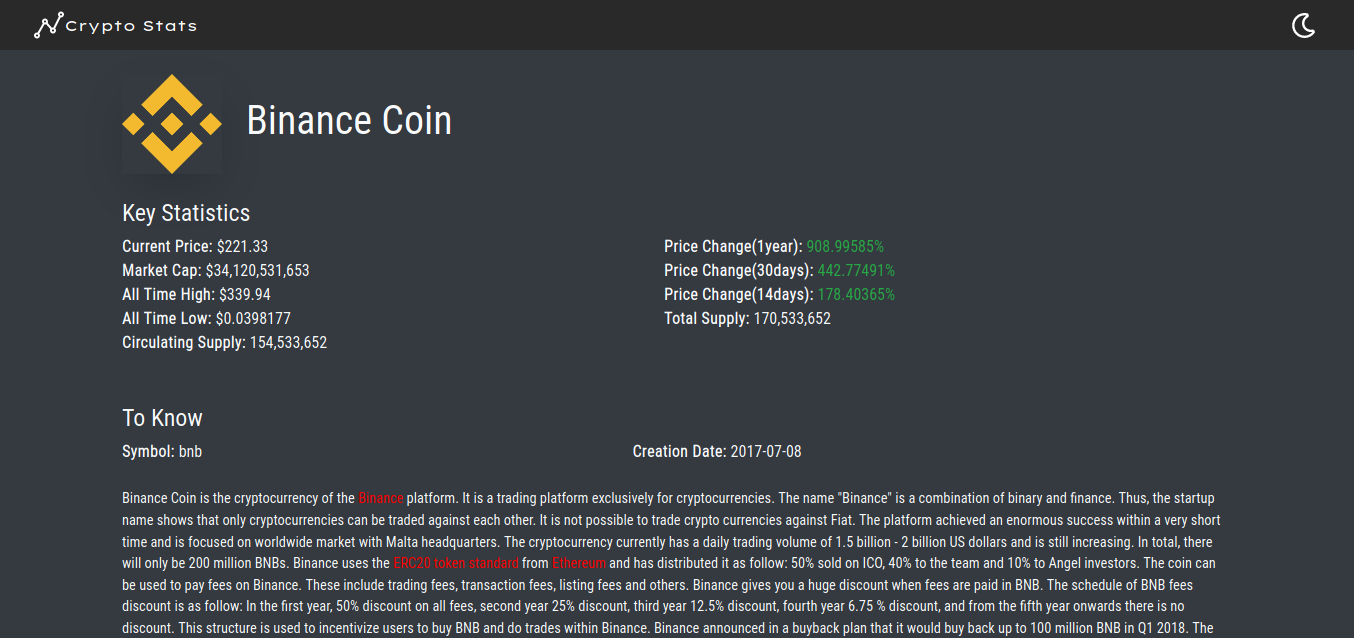 Crypto Stats
Binance Coin
Key Statistics
Current Price: $221.33
Market Cap: $34,120,531,653
All Time High: $339.94
All Time Low: $0.0398177
Circulating Supply: 154,533,652
Price Change(1year): 908.99585%
Price Change(30days): 442.77491%
Price Change(14days): 178.40365%
Total Supply: 170,533,652
To Know
Symbol: bnb
Creation Date: 2017-07-08
Binance Coin is the cryptocurrency of the Binance platform. It is a trading platform exclusively for cryptocurrencies. The name "Binance" is a combination of binary and finance. Thus, the startup
name shows that only cryptocurrencies can be traded against each other. It is not possible to trade crypto currencies against Fiat. The platform achieved an enormous success within a very short
time and is focused on worldwide market with Malta headquarters. The cryptocurrency currently has a daily trading volume of 1.5 billion - 2 billion US dollars and is still increasing. In total, there
will only be 200 million BNBs. Binance uses the ERC20 token standard from Ethereum and has distributed it as follow: 50% sold on ICO, 40% to the team and 10% to Angel investors. The coin can
be used to pay fees on Binance. These include trading fees, transaction fees, listing fees and others. Binance gives you a huge discount when fees are paid in BNB. The schedule of BNB fees
discount is as follow: In the first year, 50% discount on all fees, second year 25% discount, third year 12.5% discount, fourth year 6.75 % discount, and from the fifth year onwards there is no
discount. This structure is used to incentivize users to buy BNB and do trades within Binance. Binance announced in a buyback plan that it would buy back up to 100 million BNB in Q1 2018. The